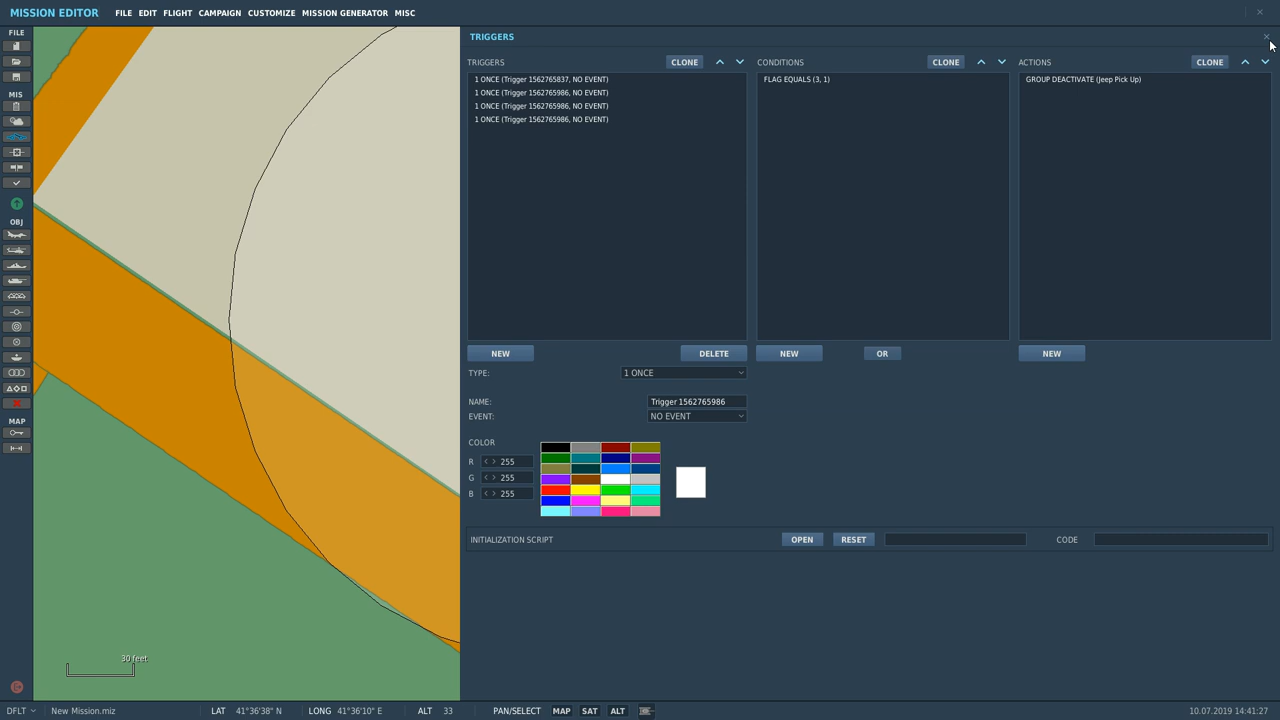 MISSION EDITOR FILE EDIT FLIGHT CAMPAIGN CUSTOMIZE MISSION GENERATOR MISC
FILE
TRIGGERS
TRIGGERS CLONE CONDITIONS CLONE ACTIONS CLONE
1 ONCE (Trigger 1562765837, NO EVENT) FLAG EQUALS (3, 1) GROUP DEACTIVATE (Jeep Pick Up)
1 ONCE (Trigger 1562765986, NO EVENT)
MIS
1 ONCE (Trigger 1562765986, NO EVENT)
1 ONCE (Trigger 1562765986, NO EVENT)
OBJ
NEW DELETE NEW OR NEW
TYPE: 1 ONCE
NAME: Trigger 1562765986
EVENT: NO EVENT
MAP
COLOR
R 255
G 255
B 255
INITIALIZATION SCRIPT OPEN RESET CODE
30 feet
DFLT New Mission.miz LAT 41°36'38" N LONG 41°36'10" E ALT 33 PAN/SELECT MAP SAT ALT 10.07.2019 14:41:27